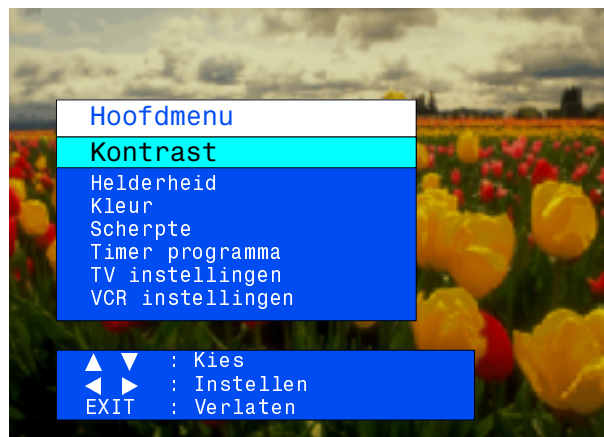 Hoofdmenu
Kontrast
Helderheid
Kleur
Scherpte
Timer programma
TV instellingen
VCR instellingen
▲ ▼ : Kies
◀ ▶ : Instellen
EXIT : Verlaten